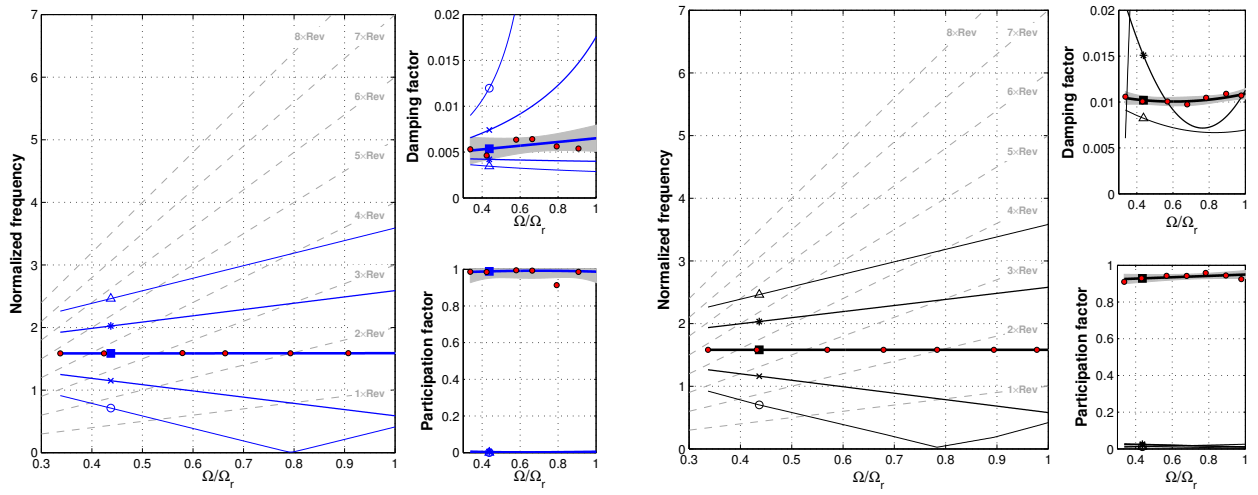 Normalized frequency
7
6
5
4
3
2
1
0
0.3 0.4 0.5 0.6 0.7 0.8 0.9 1
Ω/Ωr
8×Rev
7×Rev
6×Rev
5×Rev
4×Rev
3×Rev
2×Rev
1×Rev
Damping factor
0.02
0.015
0.01
0.005
0
0.4 0.6 0.8 1
Ω/Ωr
Participation factor
1
0.8
0.6
0.4
0.2
0
0.4 0.6 0.8 1
Ω/Ωr
Normalized frequency
7
6
5
4
3
2
1
0
0.3 0.4 0.5 0.6 0.7 0.8 0.9 1
Ω/Ωr
8×Rev
7×Rev
6×Rev
5×Rev
4×Rev
3×Rev
2×Rev
1×Rev
Damping factor
0.02
0.015
0.01
0.005
0
0.4 0.6 0.8 1
Ω/Ωr
Participation factor
1
0.8
0.6
0.4
0.2
0
0.4 0.6 0.8 1
Ω/Ωr